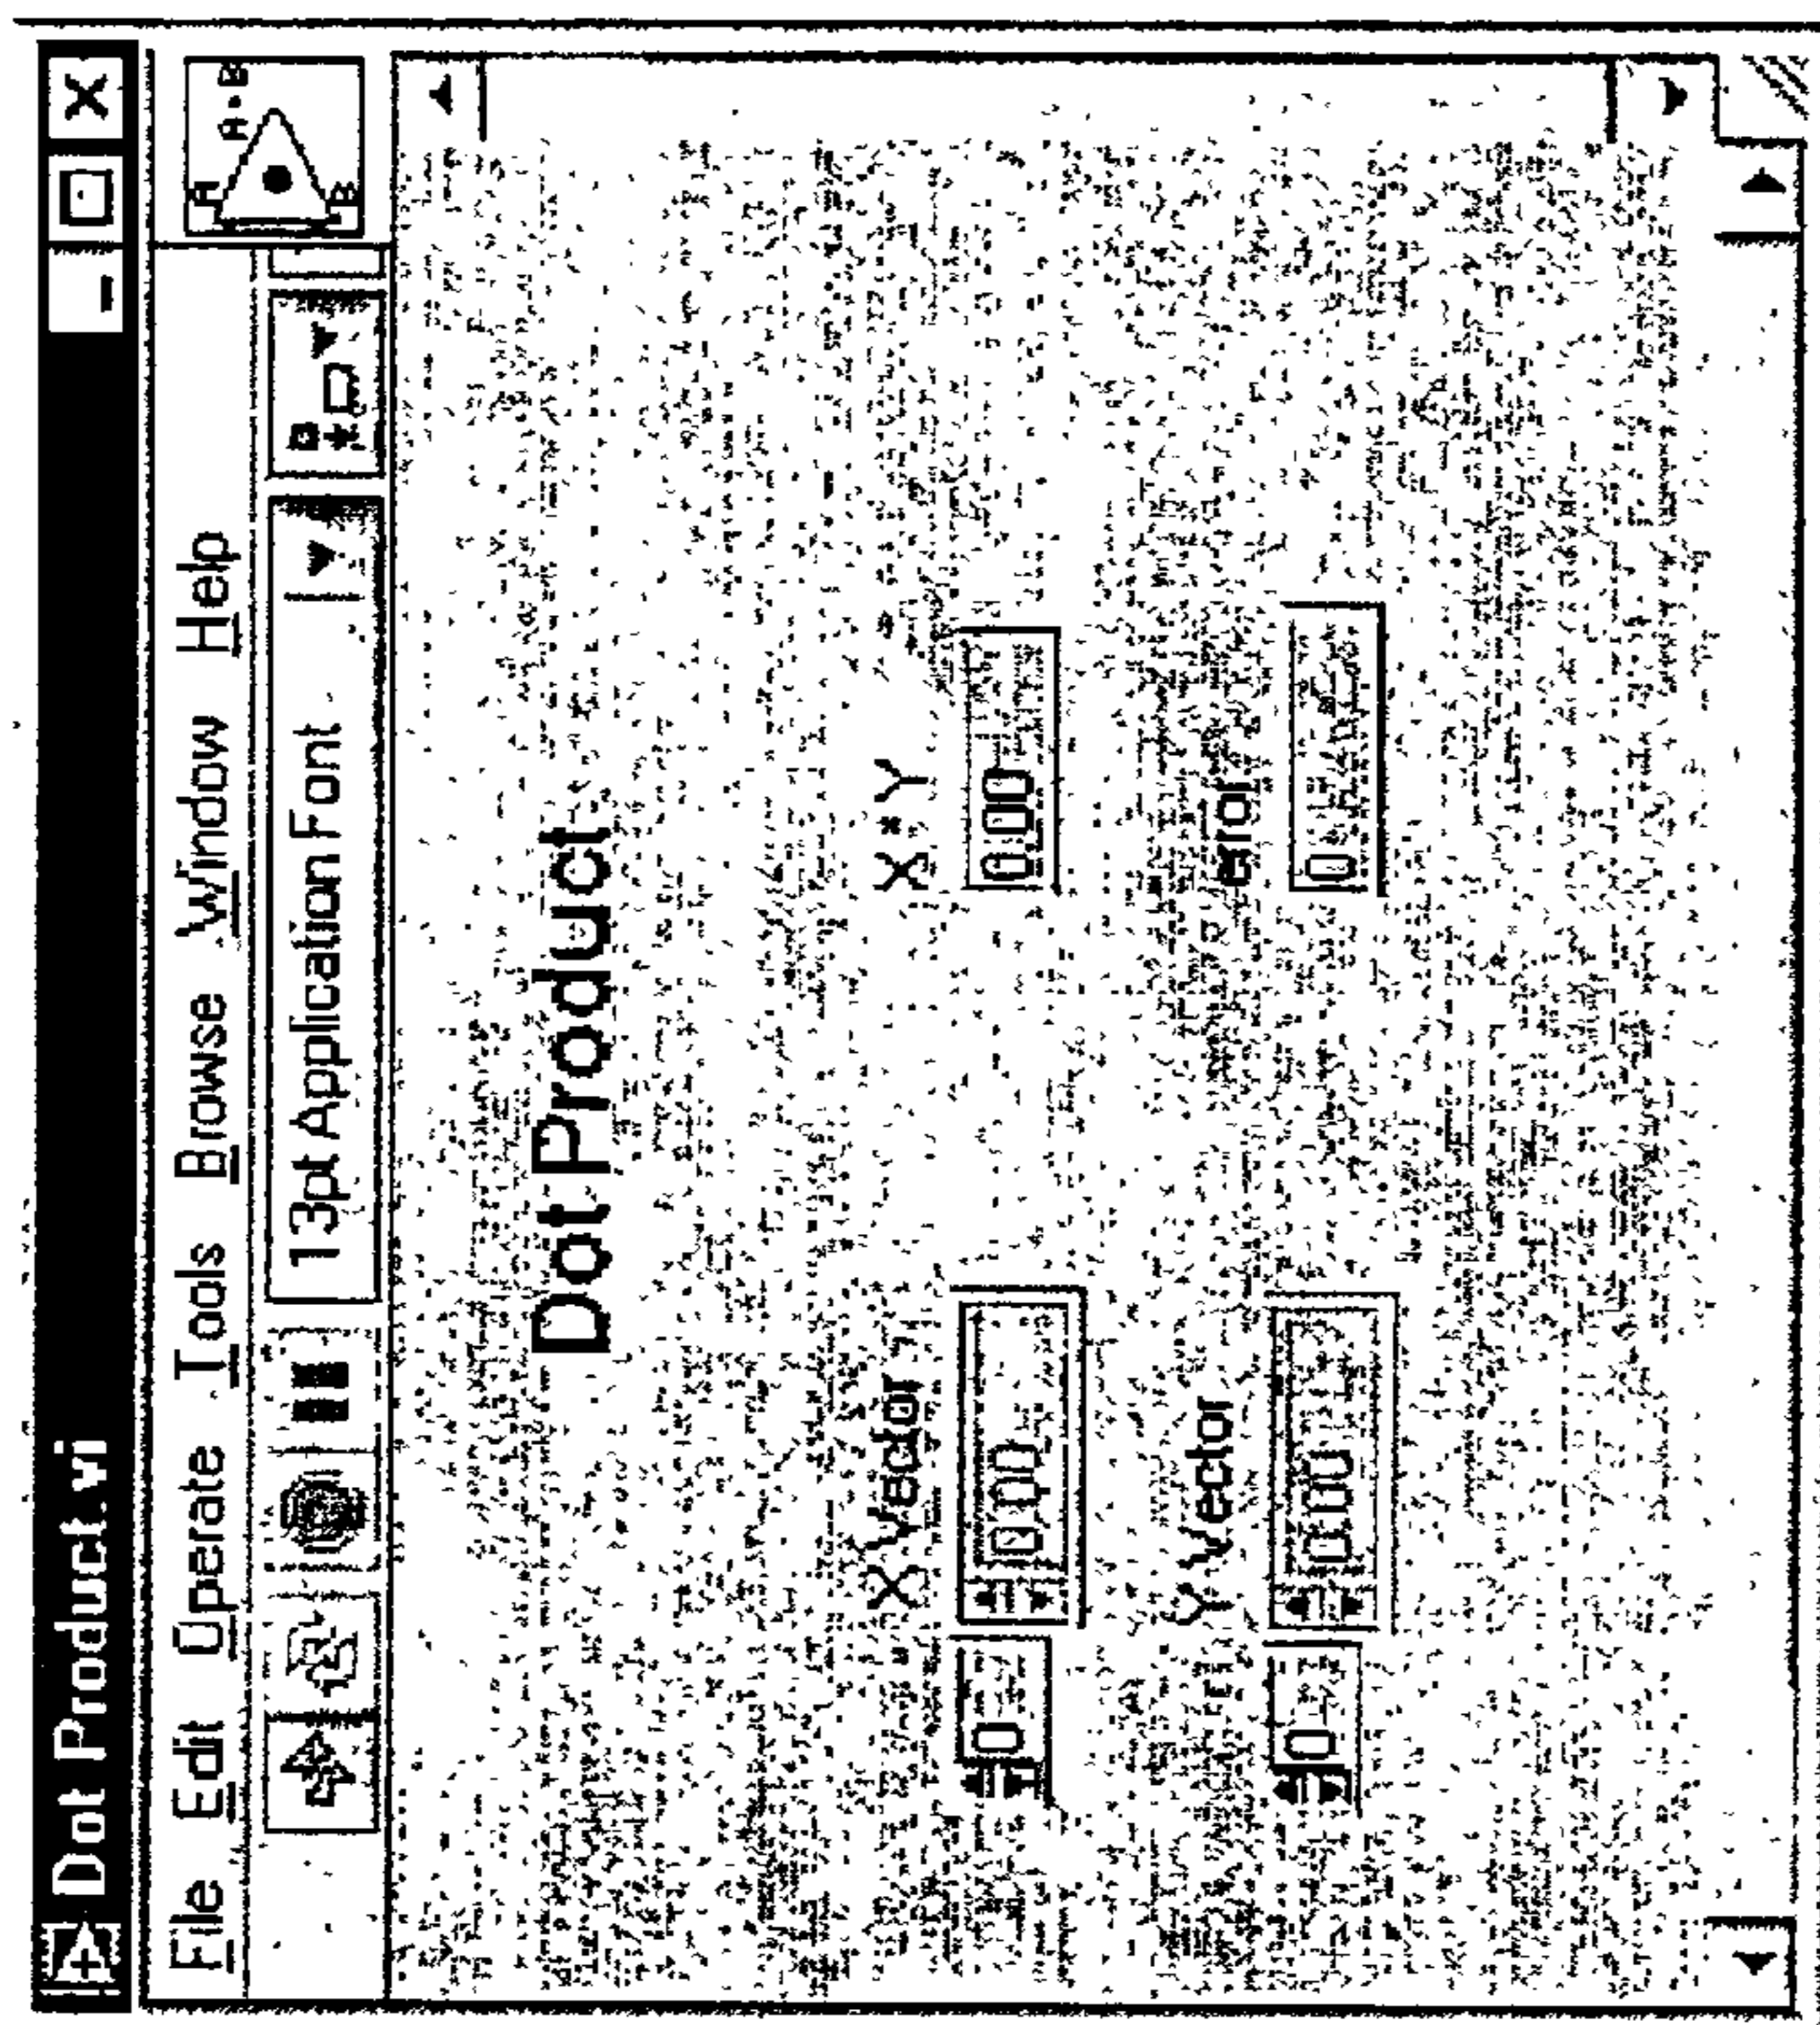 Dot Product.vi
File Edit Operate Tools Browse Window Help
13pt Application Font
A A•B
B
Dot Product
X Vector X*Y
0 0.00 0.00
Y Vector error
0 0.00 0